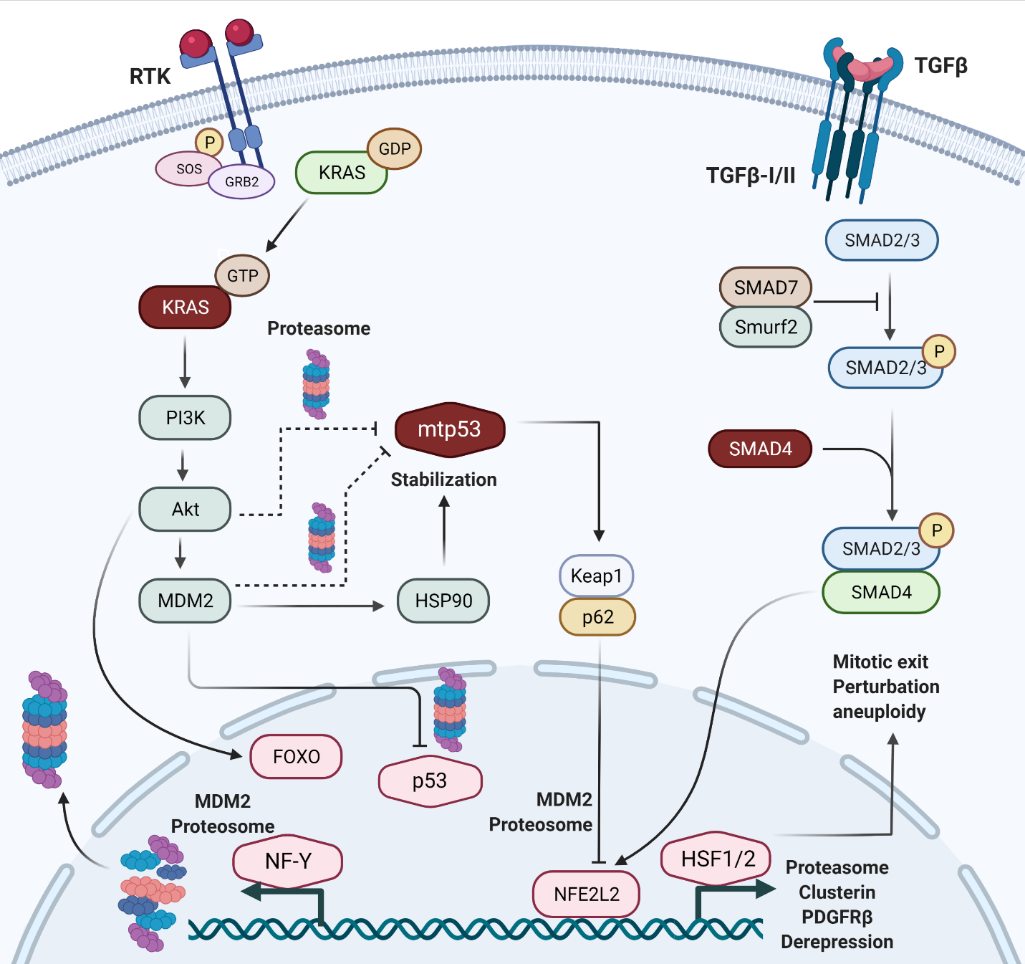 RTK
TGFβ
P
SOS
GRB2
GDP
KRAS
TGFβ-I/II
SMAD2/3
GTP
KRAS
SMAD7
Smurf2
Proteasome
P
SMAD2/3
PI3K
mtp53
SMAD4
Stabilization
Akt
P
SMAD2/3
SMAD4
MDM2
HSP90
Keap1
p62
Mitotic exit
Perturbation
aneuploidy
FOXO
p53
MDM2
Proteosome
MDM2
Proteosome
NF-Y
HSF1/2
NFE2L2
Proteasome
Clusterin
PDGFRβ
Derepression